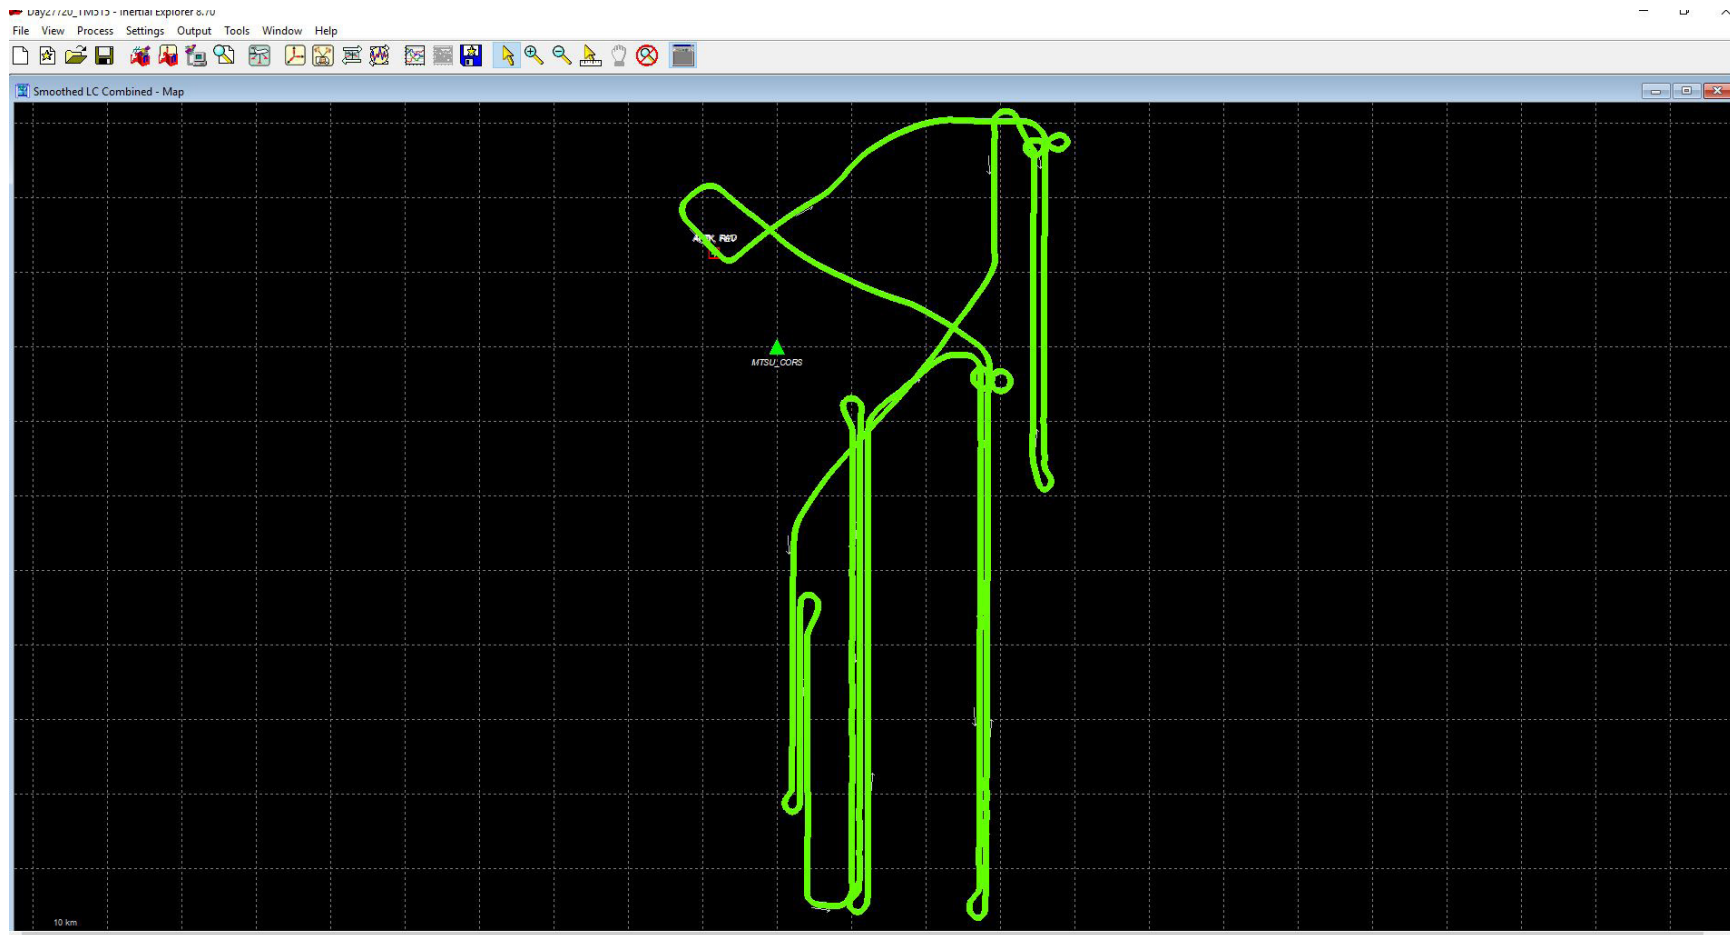 Day27720_TM515 - Inertial Explorer 8.70
File View Process Settings Output Tools Window Help
Smoothed LC Combined - Map
MTSU_CORS
10 km